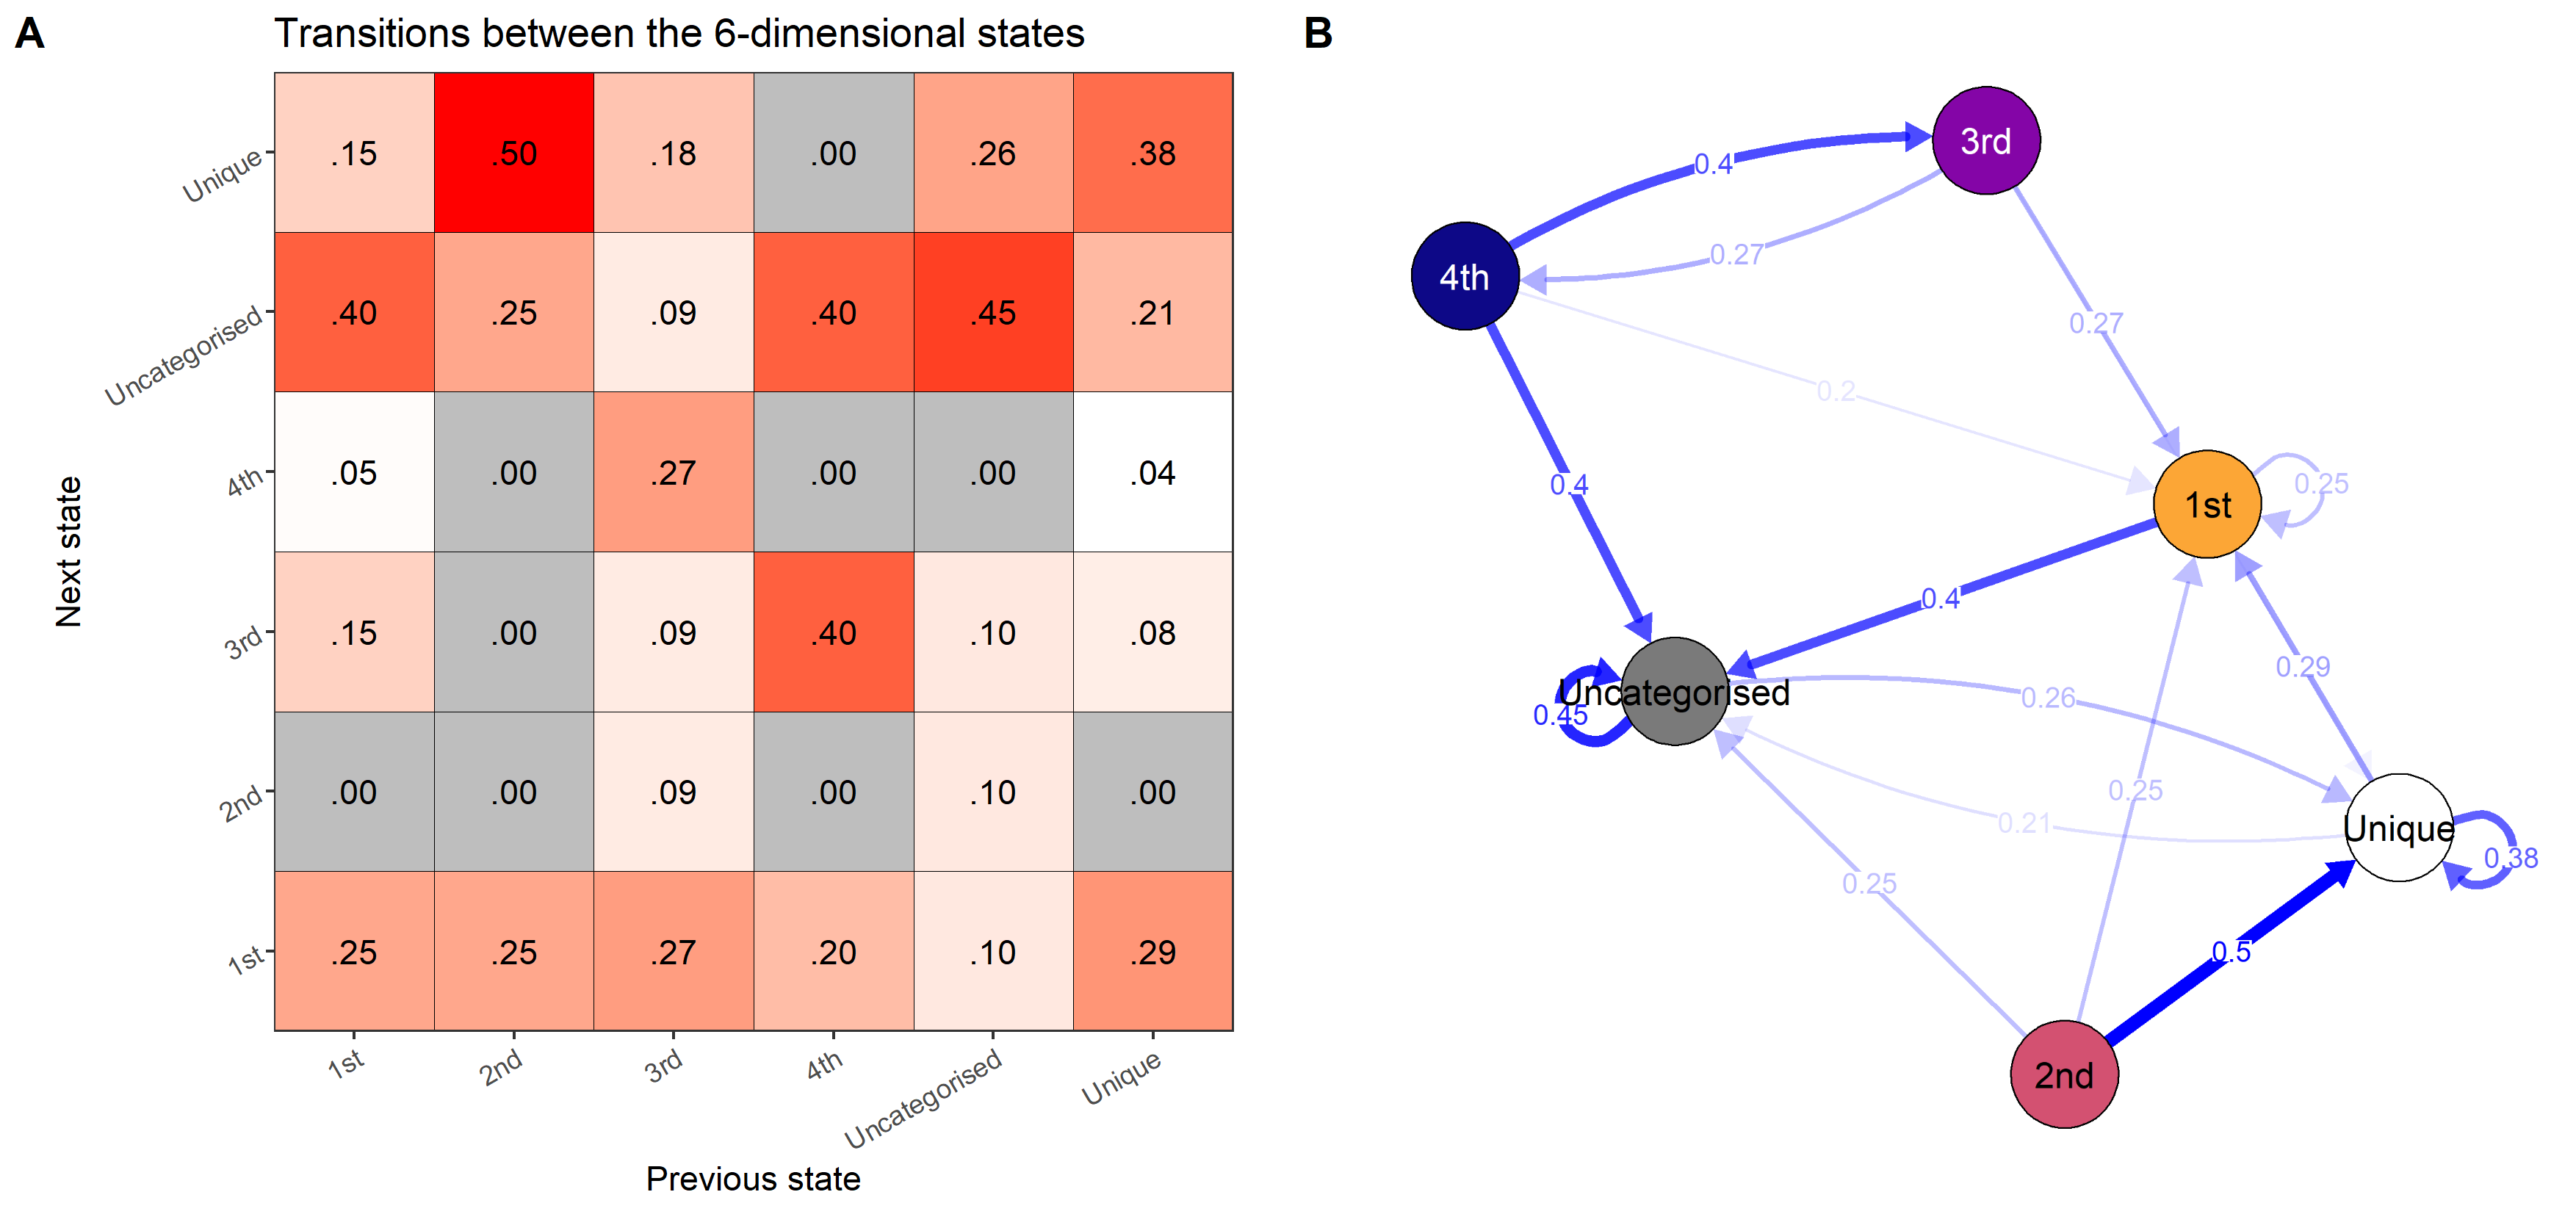 A
Transitions between the 6-dimensional states
Unique .15 .50 .18 .00 .26 .38
Uncategorised .40 .25 .09 .40 .45 .21
4th .05 .00 .27 .00 .00 .04
3rd .15 .00 .09 .40 .10 .08
2nd .00 .00 .09 .00 .10 .00
1st .25 .25 .27 .20 .10 .29
Next state
1st 2nd 3rd 4th Uncategorised Unique
Previous state
B
3rd
0.4
0.27
4th
0.27
0.2
0.4
0.25
1st
0.4
0.29
Uncategorised
0.26
0.45
0.25
0.21
Unique
0.38
0.25
0.5
2nd